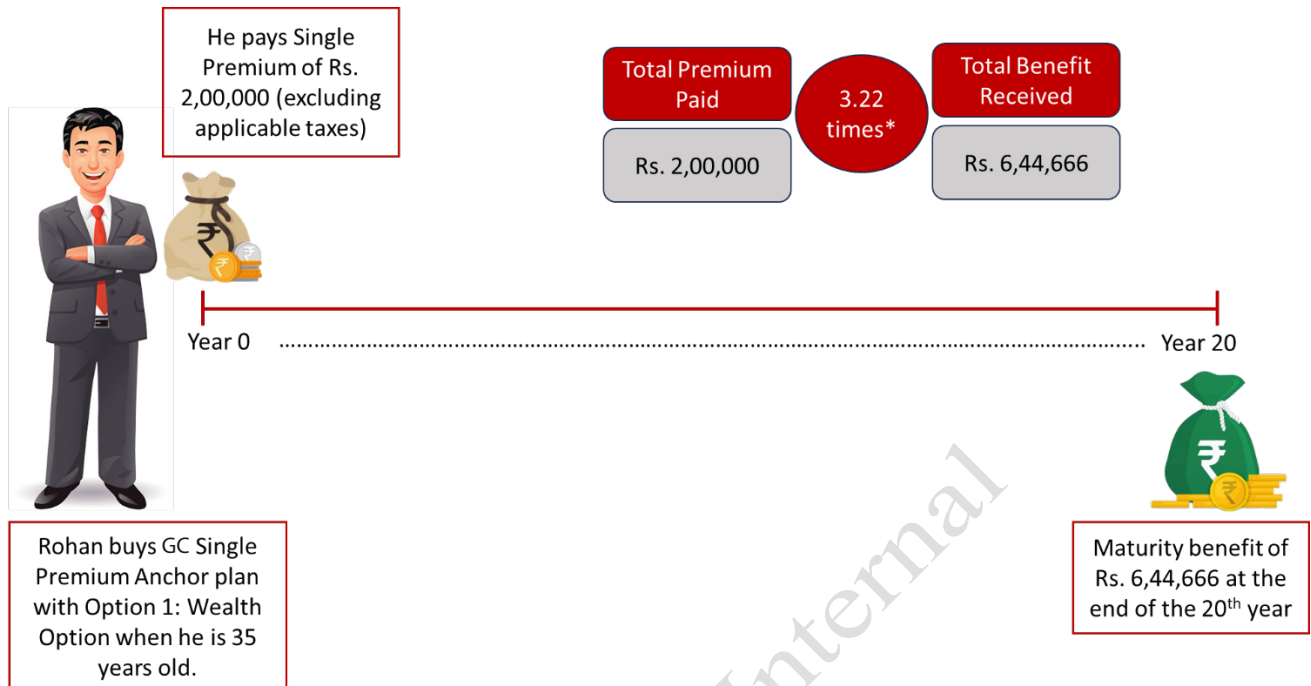 He pays Single
Premium of Rs.
2,00,000 (excluding
applicable taxes)
Total Premium
Paid
3.22
times*
Total Benefit
Received
Rs. 2,00,000
Rs. 6,44,666
₹
₹
₹
Year 0 ........................................................................ Year 20
₹
₹
Rohan buys GC Single
Premium Anchor plan
with Option 1: Wealth
Option when he is 35
years old.
Maturity benefit of
Rs. 6,44,666 at the
end of the 20th year
Internal